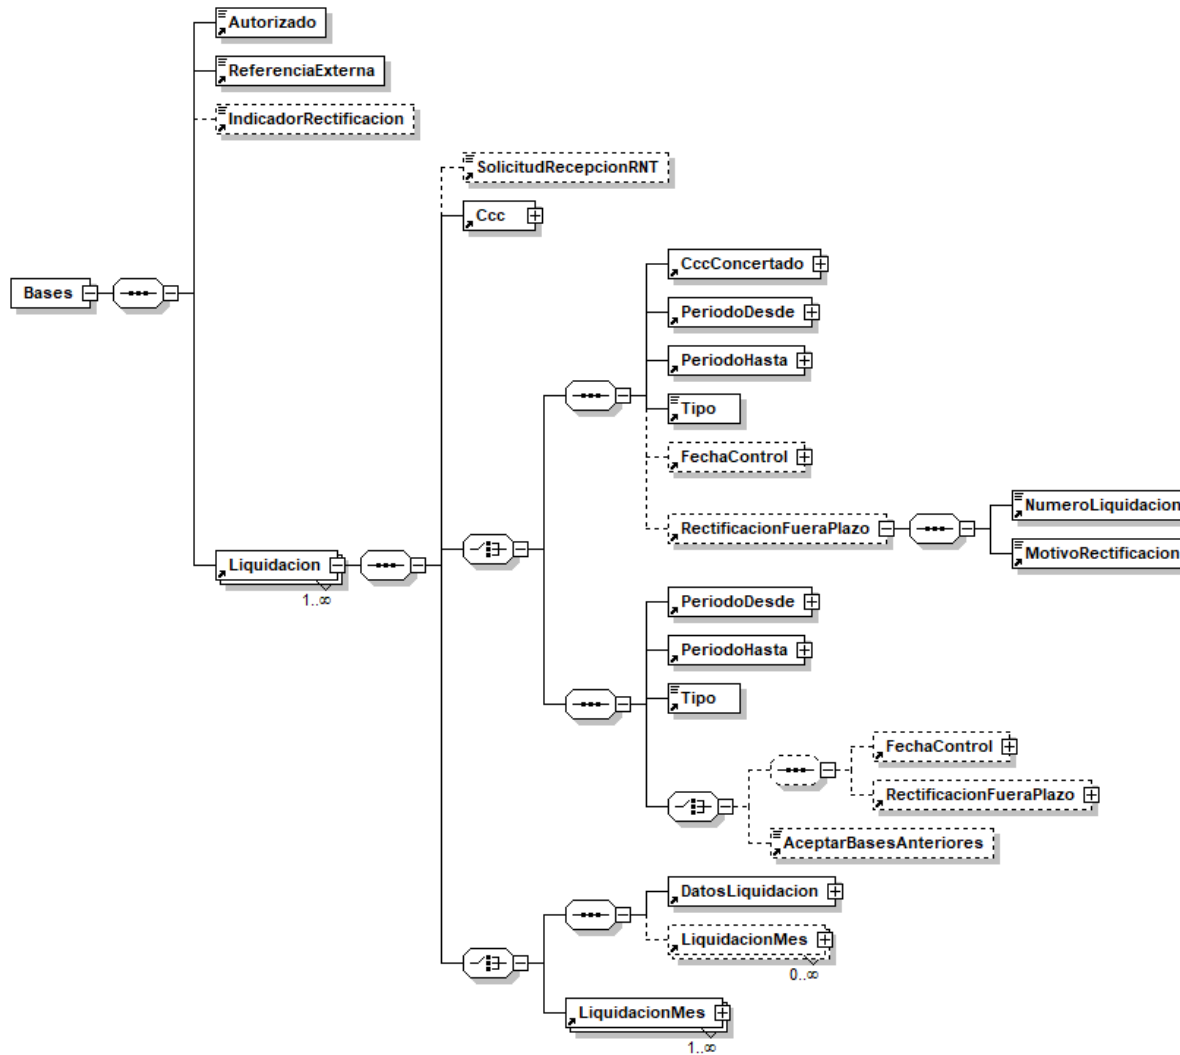 Autorizado
ReferenciaExterna
IndicadorRectificacion
SolicitudRecepcionRNT
Ccc
CccConcertado
Bases
PeriodoDesde
PeriodoHasta
Tipo
FechaControl
NumeroLiquidacion
RectificacionFueraPlazo
MotivoRectificacion
Liquidacion
1..∞
PeriodoDesde
PeriodoHasta
Tipo
FechaControl
RectificacionFueraPlazo
AceptarBasesAnteriores
DatosLiquidacion
LiquidacionMes
0..∞
LiquidacionMes
1..∞